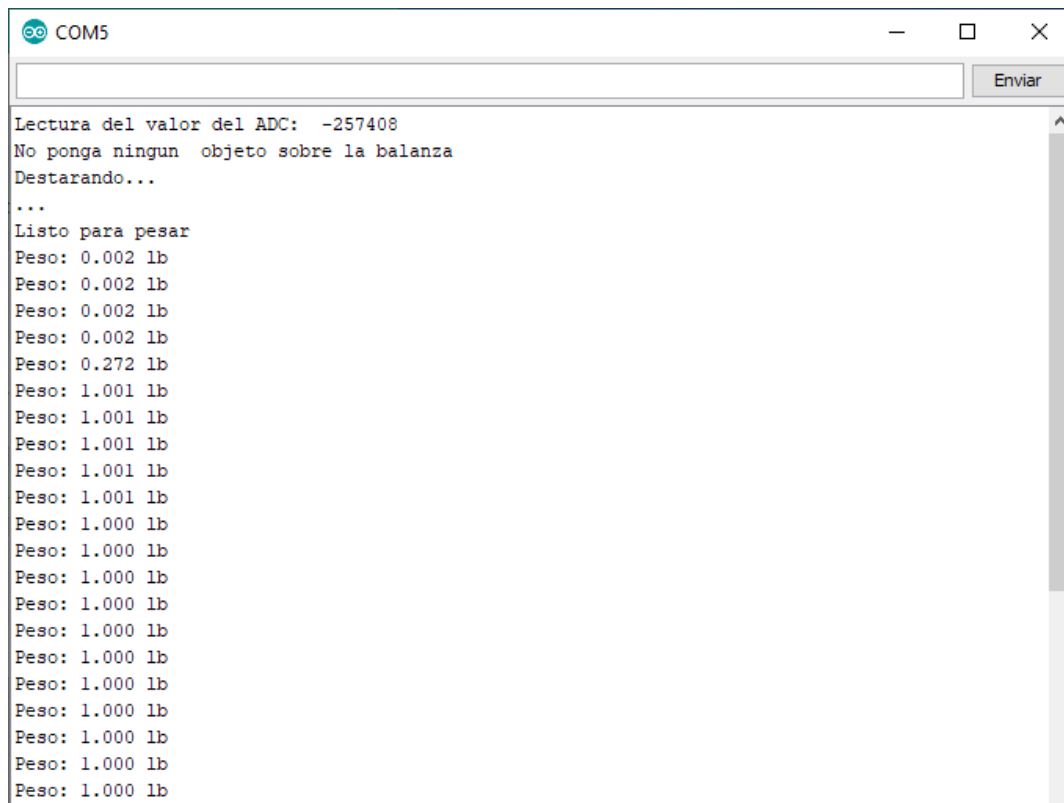 COM5
Enviar
Lectura del valor del ADC:  -257408
No ponga ningun  objeto sobre la balanza
Destarando...
...
Listo para pesar
Peso: 0.002 lb
Peso: 0.002 lb
Peso: 0.002 lb
Peso: 0.002 lb
Peso: 0.272 lb
Peso: 1.001 lb
Peso: 1.001 lb
Peso: 1.001 lb
Peso: 1.001 lb
Peso: 1.001 lb
Peso: 1.000 lb
Peso: 1.000 lb
Peso: 1.000 lb
Peso: 1.000 lb
Peso: 1.000 lb
Peso: 1.000 lb
Peso: 1.000 lb
Peso: 1.000 lb
Peso: 1.000 lb
Peso: 1.000 lb
Peso: 1.000 lb